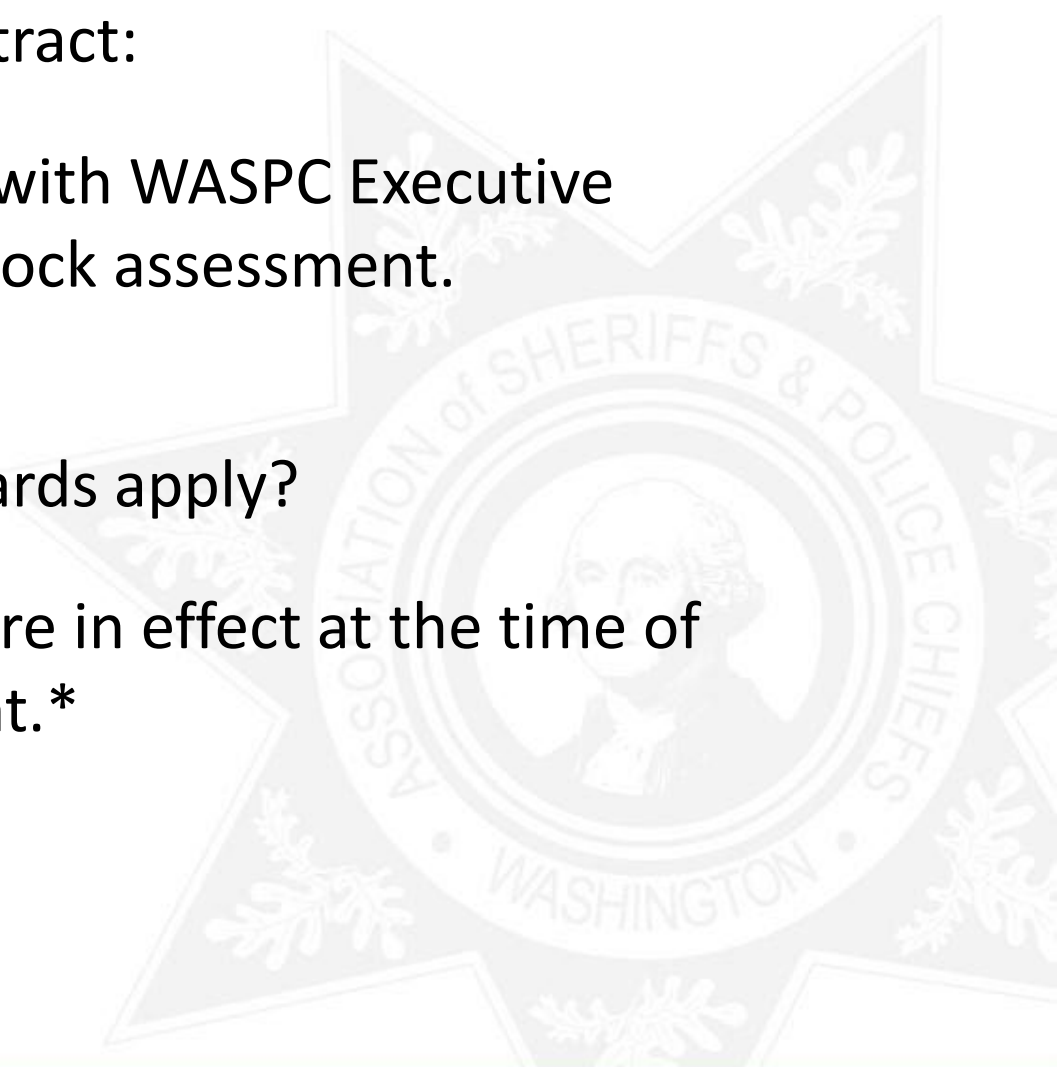 tract:
with WASPC Executive
ock assessment.
ards apply?
re in effect at the time of
t.*
ASSOCIATION of SHERIFFS & POLICE CHIEFS
• WASHINGTON •